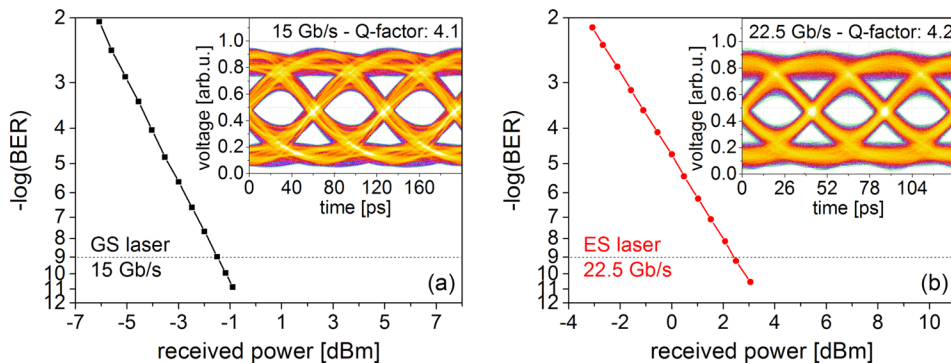 15 Gb/s - Q-factor: 4.1
1.0
0.8
0.6
0.4
0.2
0.0
voltage [arb.u.]
0 40 80 120 160
time [ps]
2
3
4
5
6
7
8
9
10
11
12
-log(BER)
GS laser
15 Gb/s
(a)
-7 -5 -3 -1 1 3 5 7
received power [dBm]
22.5 Gb/s - Q-factor: 4.2
1.0
0.8
0.6
0.4
0.2
0.0
voltage [arb.u.]
0 26 52 78 104
time [ps]
2
3
4
5
6
7
8
9
10
11
12
-log(BER)
ES laser
22.5 Gb/s
(b)
-4 -2 0 2 4 6 8 10
received power [dBm]